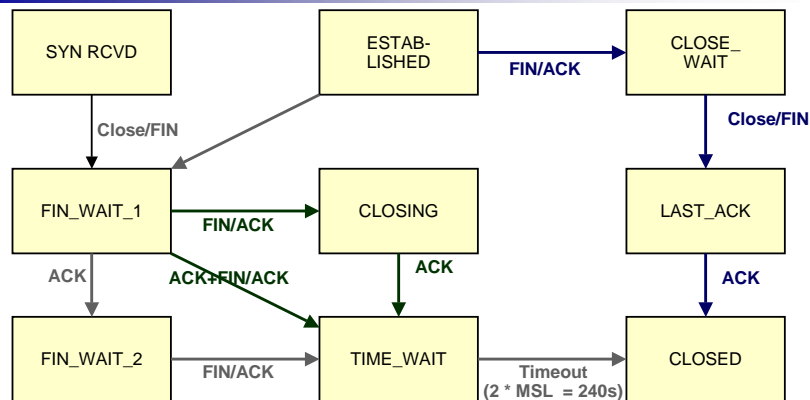 SYN RCVD
ESTAB-
LISHED
CLOSE_
WAIT
FIN/ACK
Close/FIN
Close/FIN
FIN_WAIT_1
CLOSING
LAST_ACK
FIN/ACK
ACK
ACK+FIN/ACK
ACK
ACK
FIN_WAIT_2
TIME_WAIT
CLOSED
FIN/ACK
Timeout
(2 * MSL = 240s)